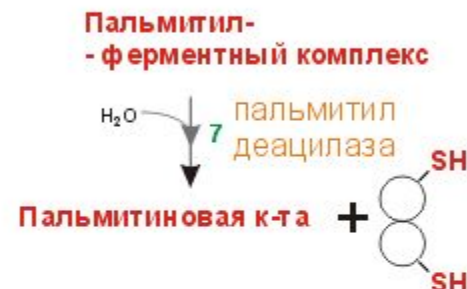 Пальмитил-
- ферментный комплекс
H₂O
7
пальмитил
деацилаза
SH
Пальмитиновая к-та +
SH